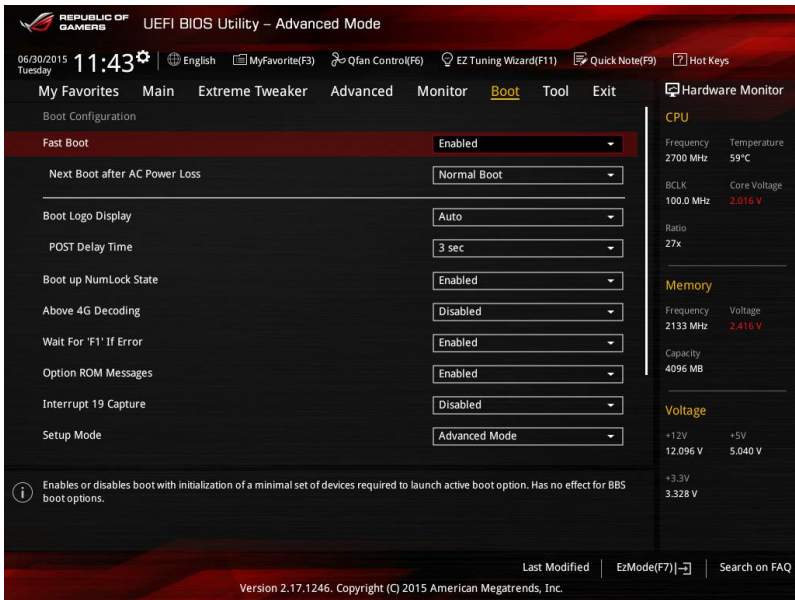 REPUBLIC OF
GAMERS
UEFI BIOS Utility – Advanced Mode
06/30/2015
Tuesday
11:43
English
MyFavorite(F3)
Qfan Control(F6)
EZ Tuning Wizard(F11)
Quick Note(F9)
? Hot Keys
My Favorites Main Extreme Tweaker Advanced Monitor Boot Tool Exit
Boot Configuration
Fast Boot Enabled
Next Boot after AC Power Loss Normal Boot
Boot Logo Display Auto
POST Delay Time 3 sec
Boot up NumLock State Enabled
Above 4G Decoding Disabled
Wait For 'F1' If Error Enabled
Option ROM Messages Enabled
Interrupt 19 Capture Disabled
Setup Mode Advanced Mode
i
Enables or disables boot with initialization of a minimal set of devices required to launch active boot option. Has no effect for BBS
boot options.
Hardware Monitor
CPU
Frequency Temperature
2700 MHz 59°C
BCLK Core Voltage
100.0 MHz 2.016 V
Ratio
27x
Memory
Frequency Voltage
2133 MHz 2.416 V
Capacity
4096 MB
Voltage
+12V +5V
12.096 V 5.040 V
+3.3V
3.328 V
Last Modified
EzMode(F7)|
Search on FAQ
Version 2.17.1246. Copyright (C) 2015 American Megatrends, Inc.